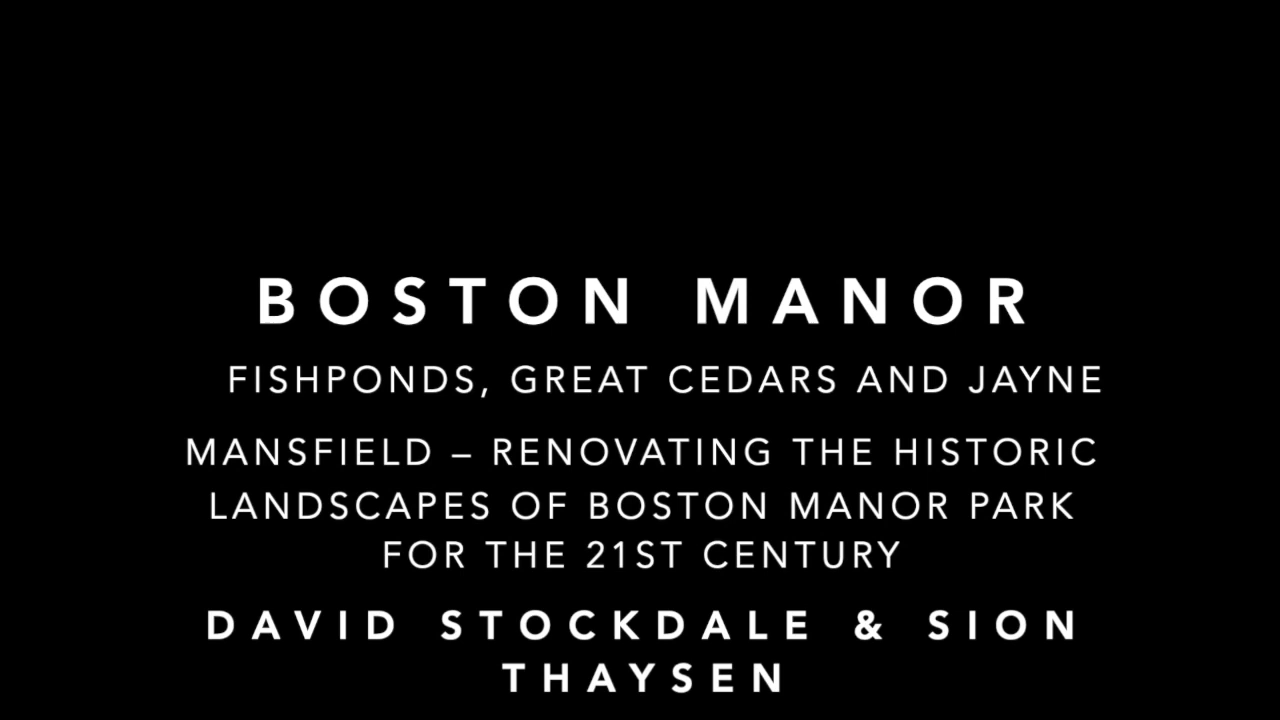 BOSTON MANOR
FISHPONDS, GREAT CEDARS AND JAYNE
MANSFIELD – RENOVATING THE HISTORIC
LANDSCAPES OF BOSTON MANOR PARK
FOR THE 21ST CENTURY
DAVID STOCKDALE & SION
THAYSEN